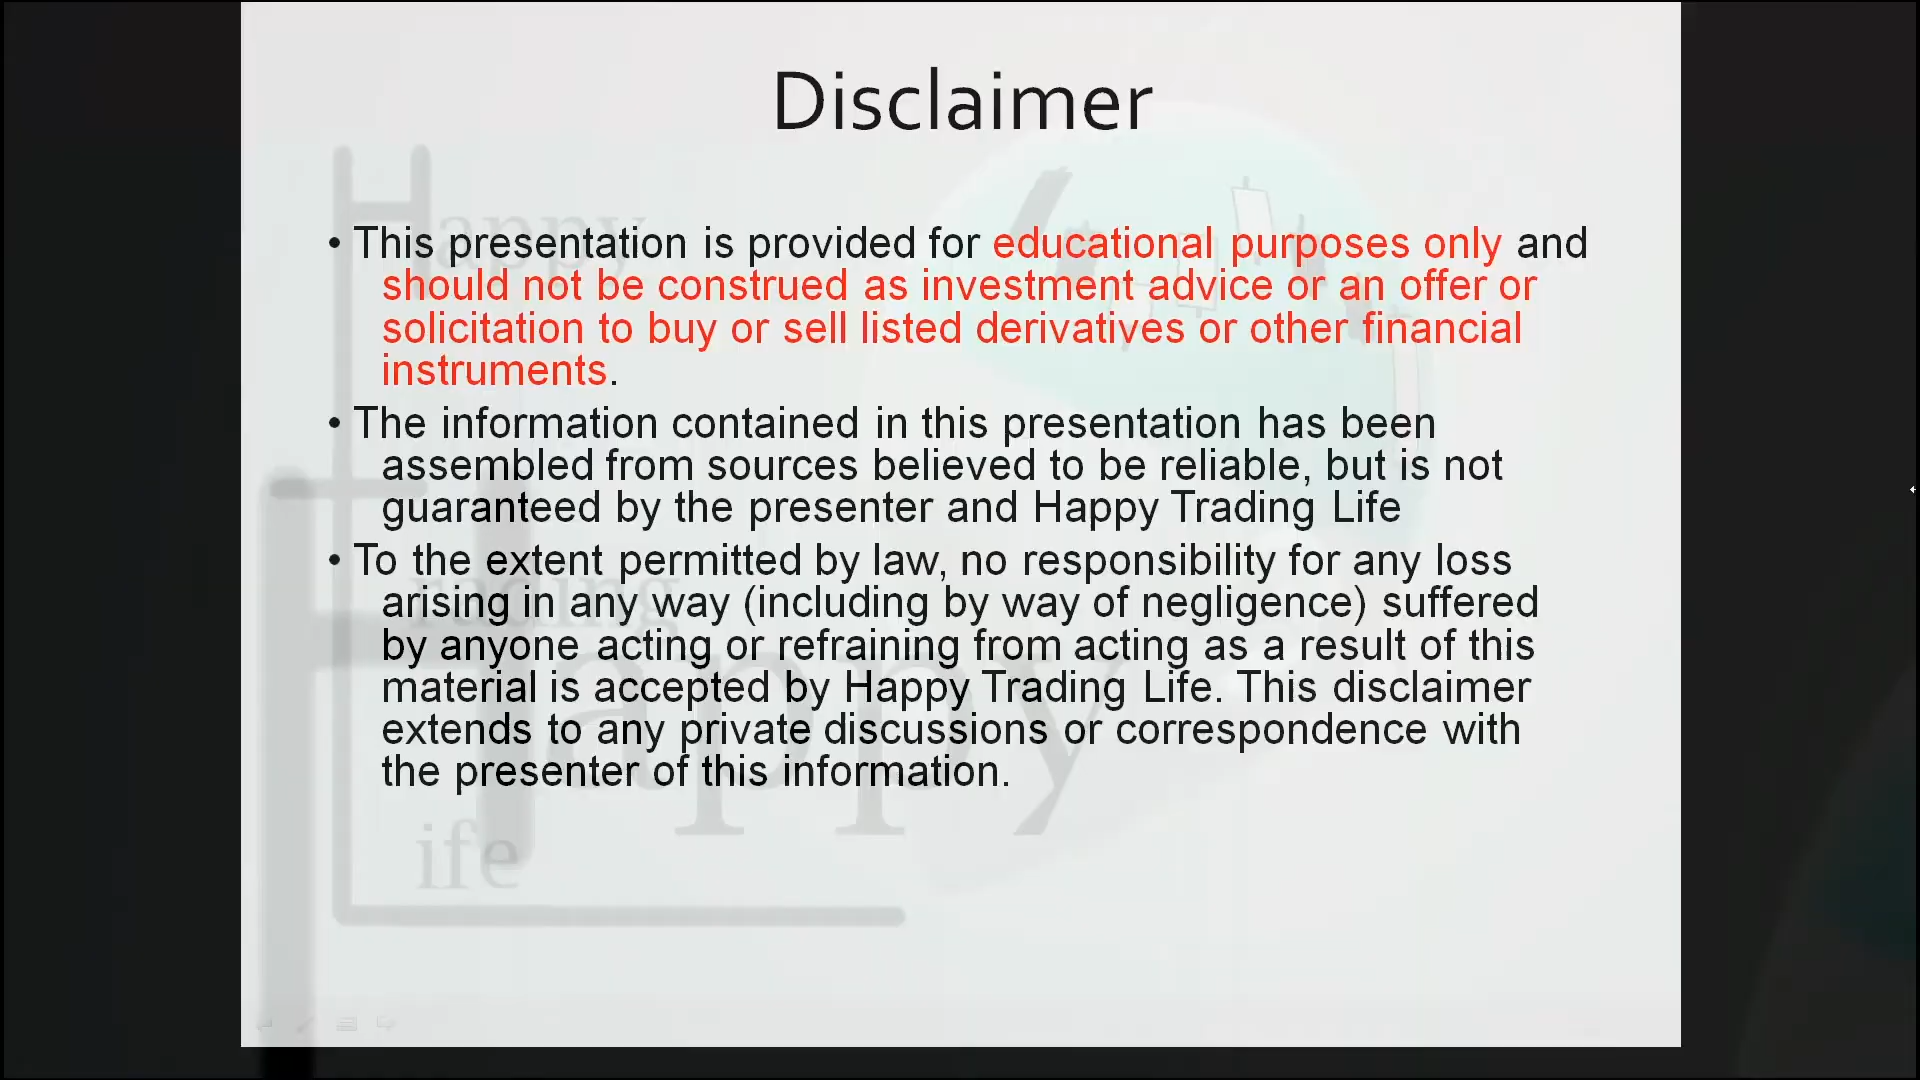 Disclaimer
• This presentation is provided for educational purposes only and
should not be construed as investment advice or an offer or
solicitation to buy or sell listed derivatives or other financial
instruments.
• The information contained in this presentation has been
assembled from sources believed to be reliable, but is not
guaranteed by the presenter and Happy Trading Life
• To the extent permitted by law, no responsibility for any loss
arising in any way (including by way of negligence) suffered
by anyone acting or refraining from acting as a result of this
material is accepted by Happy Trading Life. This disclaimer
extends to any private discussions or correspondence with
the presenter of this information.
Happy
rading
Happy
ife